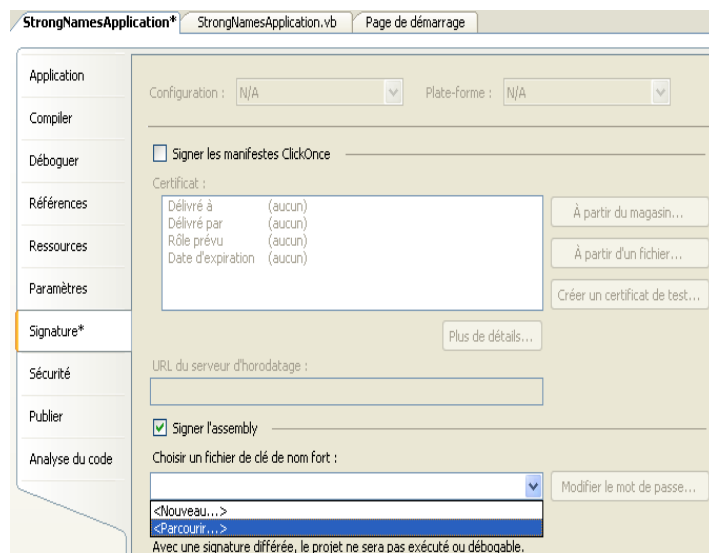 StrongNamesApplication* StrongNamesApplication.vb Page de démarrage
Application
Compiler
Déboguer
Références
Ressources
Paramètres
Signature*
Sécurité
Publier
Analyse du code
Configuration : N/A Plate-forme : N/A
Signer les manifestes ClickOnce
Certificat :
Délivré à (aucun)
Délivré par (aucun)
Rôle prévu (aucun)
Date d'expiration (aucun)
À partir du magasin...
À partir d'un fichier...
Créer un certificat de test...
Plus de détails...
URL du serveur d'horodatage :
Signer l'assembly
Choisir un fichier de clé de nom fort :
Modifier le mot de passe...
<Nouveau...>
<Parcourir...>
Avec une signature différée, le projet ne sera pas exécuté ou débogable.